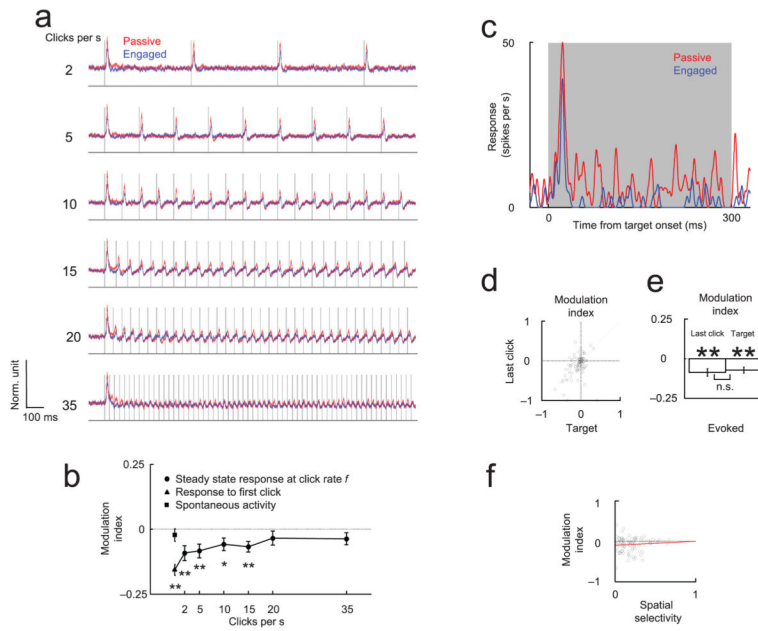 a
Clicks per s
Passive
Engaged
2
5
10
15
20
35
Norm. unit
100 ms
b
0.25
0
−0.25
Modulation
index
Steady state response at click rate f
Response to first click
Spontaneous activity
**
**
**
*
**
2 5 10 15 20 35
Clicks per s
c
50
0
Response
(spikes per s)
Passive
Engaged
0 300
Time from target onset (ms)
d
Modulation
index
1
0
−1
Last click
−1 0 1
Target
e
Modulation
index
0.25
0
−0.25
Last click Target
** **
n.s.
Evoked
f
Modulation
index
1
0
−1
0 1
Spatial
selectivity